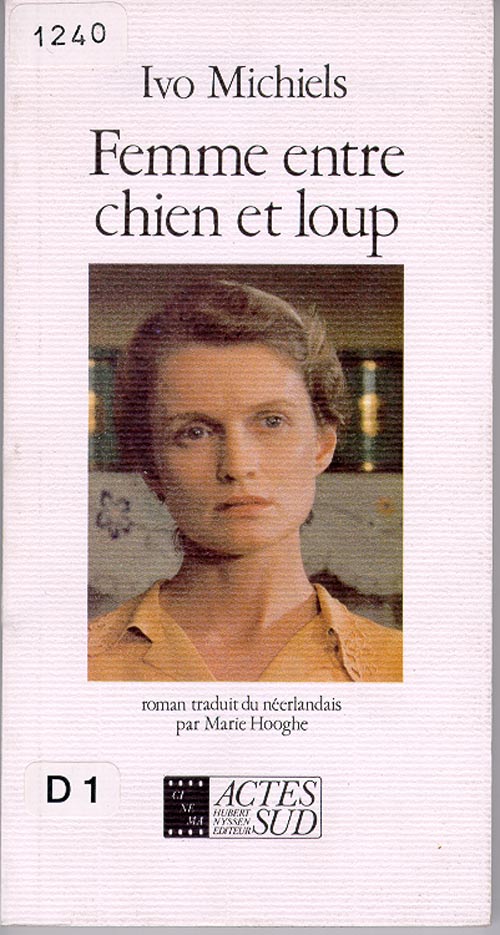 1240
Ivo Michiels
Femme entre
chien et loup
roman traduit du néerlandais
par Marie Hooghe
D 1
CI
NE
MA
ACTES
HUBERT
NYSSEN
EDITEUR
SUD